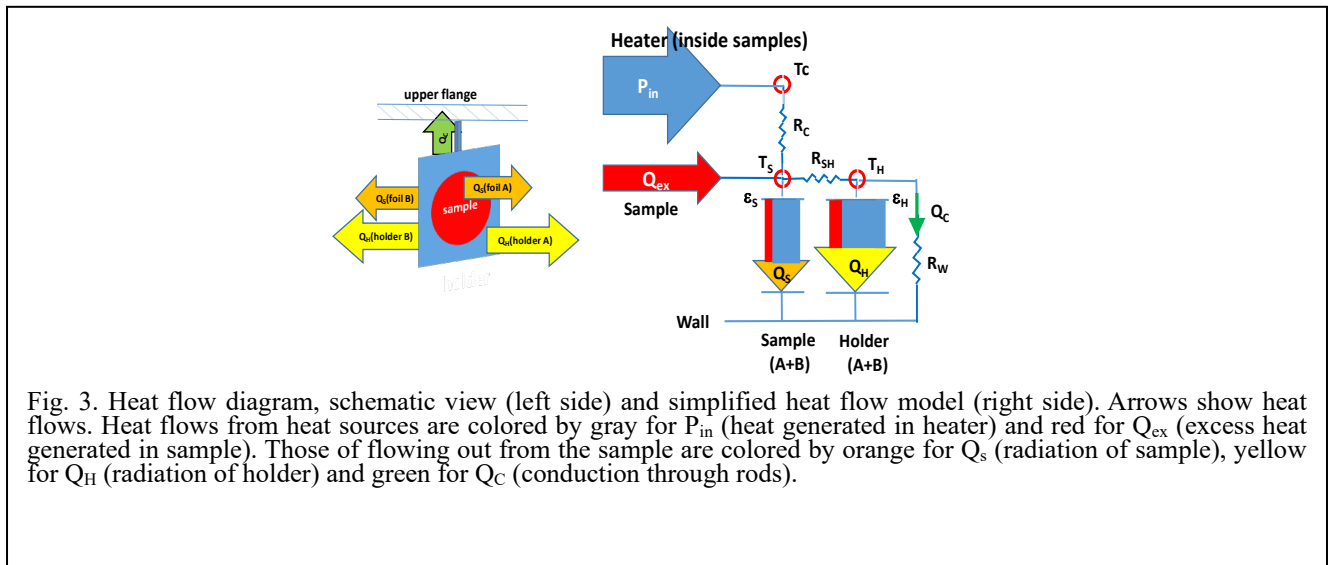 Heater (inside samples)
P_in
Tc
R_C
upper flange
Q_C
Q_S(foil A)
Q_S(foil B)
sample
Q_H(holder B)
Q_H(holder A)
holder
Q_ex
Sample
T_S
R_SH
T_H
ε_S
ε_H
Q_C
Q_S
Q_H
R_W
Wall
Sample
(A+B)
Holder
(A+B)
Fig. 3. Heat flow diagram, schematic view (left side) and simplified heat flow model (right side). Arrows show heat
flows. Heat flows from heat sources are colored by gray for P_in (heat generated in heater) and red for Q_ex (excess heat
generated in sample). Those of flowing out from the sample are colored by orange for Q_s (radiation of sample), yellow
for Q_H (radiation of holder) and green for Q_C (conduction through rods).